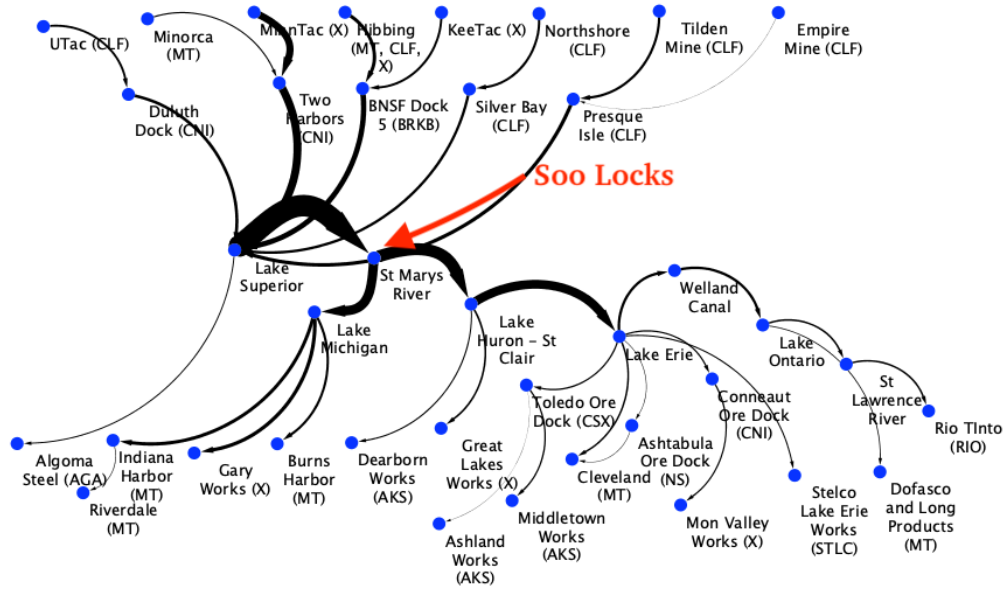 UTac (CLF)
Minorca
(MT)
MinnTac (X)
Hibbing
(MT, CLF,
X)
KeeTac (X)
Northshore
(CLF)
Tilden
Mine (CLF)
Empire
Mine (CLF)
Duluth
Dock (CNI)
Two
Harbors
(CNI)
BNSF Dock
5 (BRKB)
Silver Bay
(CLF)
Presque
Isle (CLF)
Soo Locks
Lake
Superior
St Marys
River
Lake
Michigan
Lake
Huron - St
Clair
Lake Erie
Welland
Canal
Lake
Ontario
St
Lawrence
River
Rio TInto
(RIO)
Toledo Ore
Dock (CSX)
Conneaut
Ore Dock
(CNI)
Algoma
Steel (AGA)
Indiana
Harbor
(MT)
Riverdale
(MT)
Gary
Works (X)
Burns
Harbor
(MT)
Dearborn
Works
(AKS)
Great
Lakes
Works (X)
Cleveland
(MT)
Ashtabula
Ore Dock
(NS)
Ashland
Works
(AKS)
Middletown
Works
(AKS)
Mon Valley
Works (X)
Stelco
Lake Erie
Works
(STLC)
Dofasco
and Long
Products
(MT)